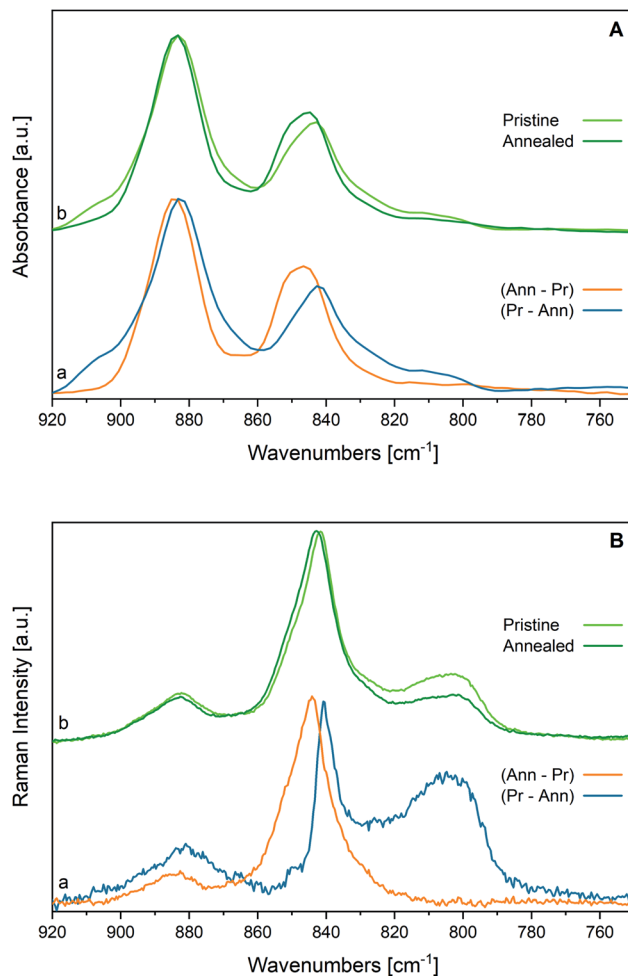 A
Absorbance [a.u.]
Pristine
Annealed
b
(Ann - Pr)
(Pr - Ann)
a
920 900 880 860 840 820 800 780 760
Wavenumbers [cm⁻¹]
B
Raman Intensity [a.u.]
Pristine
Annealed
b
(Ann - Pr)
(Pr - Ann)
a
920 900 880 860 840 820 800 780 760
Wavenumbers [cm⁻¹]